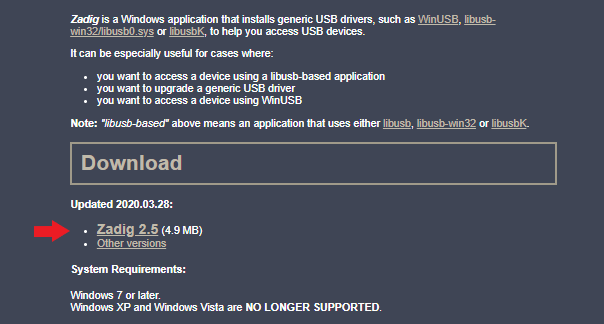 Zadig is a Windows application that installs generic USB drivers, such as WinUSB, libusb-
win32/libusb0.sys or libusbK, to help you access USB devices.
It can be especially useful for cases where:
• you want to access a device using a libusb-based application
• you want to upgrade a generic USB driver
• you want to access a device using WinUSB
Note: "libusb-based" above means an application that uses either libusb, libusb-win32 or libusbK.
Download
Updated 2020.03.28:
• Zadig 2.5 (4.9 MB)
• Other versions
System Requirements:
Windows 7 or later.
Windows XP and Windows Vista are NO LONGER SUPPORTED.